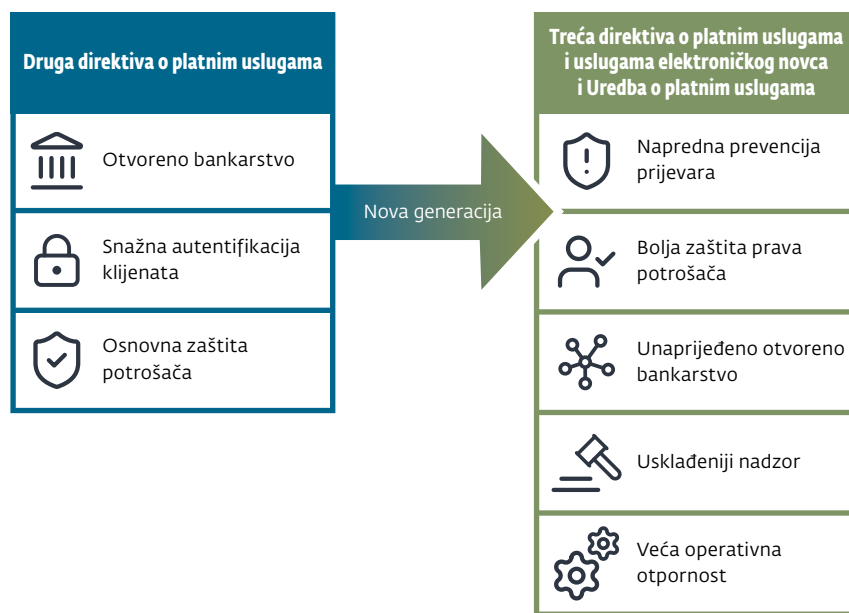 Druga direktiva o platnim uslugama
Otvoreno bankarstvo
Snažna autentifikacija
klijenata
Osnovna zaštita
potrošača
Nova generacija
Treća direktiva o platnim uslugama
i uslugama elektroničkog novca
i Uredba o platnim uslugama
Napredna prevencija
prijevara
Bolja zaštita prava
potrošača
Unaprijeđeno otvoreno
bankarstvo
Usklađeniji nadzor
Veća operativna
otpornost